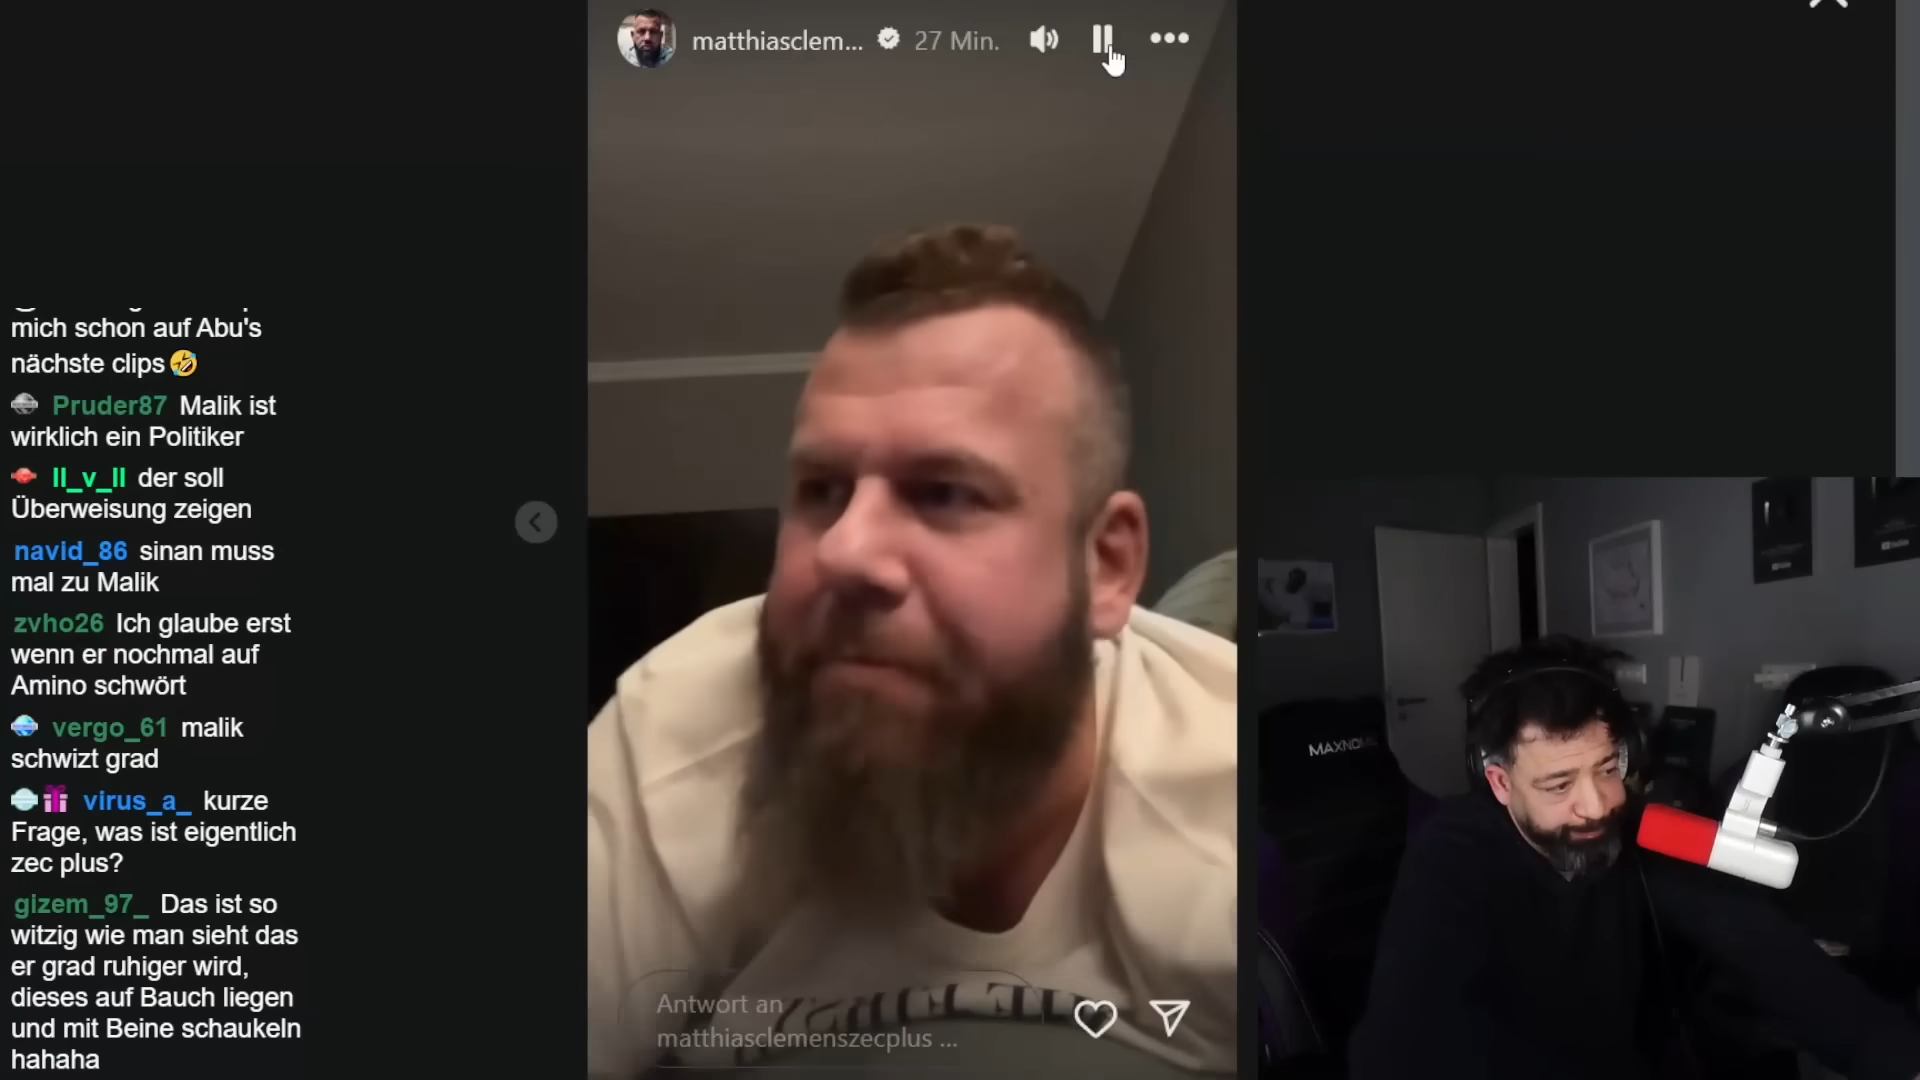 matthiasclem... 27 Min.
mich schon auf Abu's
nächste clips🤣
Pruder87 Malik ist
wirklich ein Politiker
ll_v_ll der soll
Überweisung zeigen
navid_86 sinan muss
mal zu Malik
zvho26 Ich glaube erst
wenn er nochmal auf
Amino schwört
vergo_61 malik
schwizt grad
virus_a_ kurze
Frage, was ist eigentlich
zec plus?
gizem_97_ Das ist so
witzig wie man sieht das
er grad ruhiger wird,
dieses auf Bauch liegen
und mit Beine schaukeln
hahaha
Antwort an
matthiasclemenszecplus ...